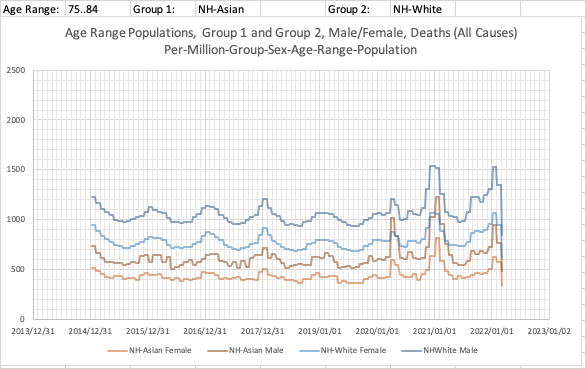 Age Range: 75..84 Group 1: NH-Asian Group 2: NH-White
Age Range Populations, Group 1 and Group 2, Male/Female, Deaths (All Causes)
Per-Million-Group-Sex-Age-Range-Population
2500
2000
1500
1000
500
0
2013/12/31 2014/12/31 2015/12/31 2016/12/31 2017/12/31 2019/01/01 2020/01/01 2021/01/01 2022/01/01 2023/01/01
NH-Asian Female NH-Asian Male NH-White Female NHWhite Male